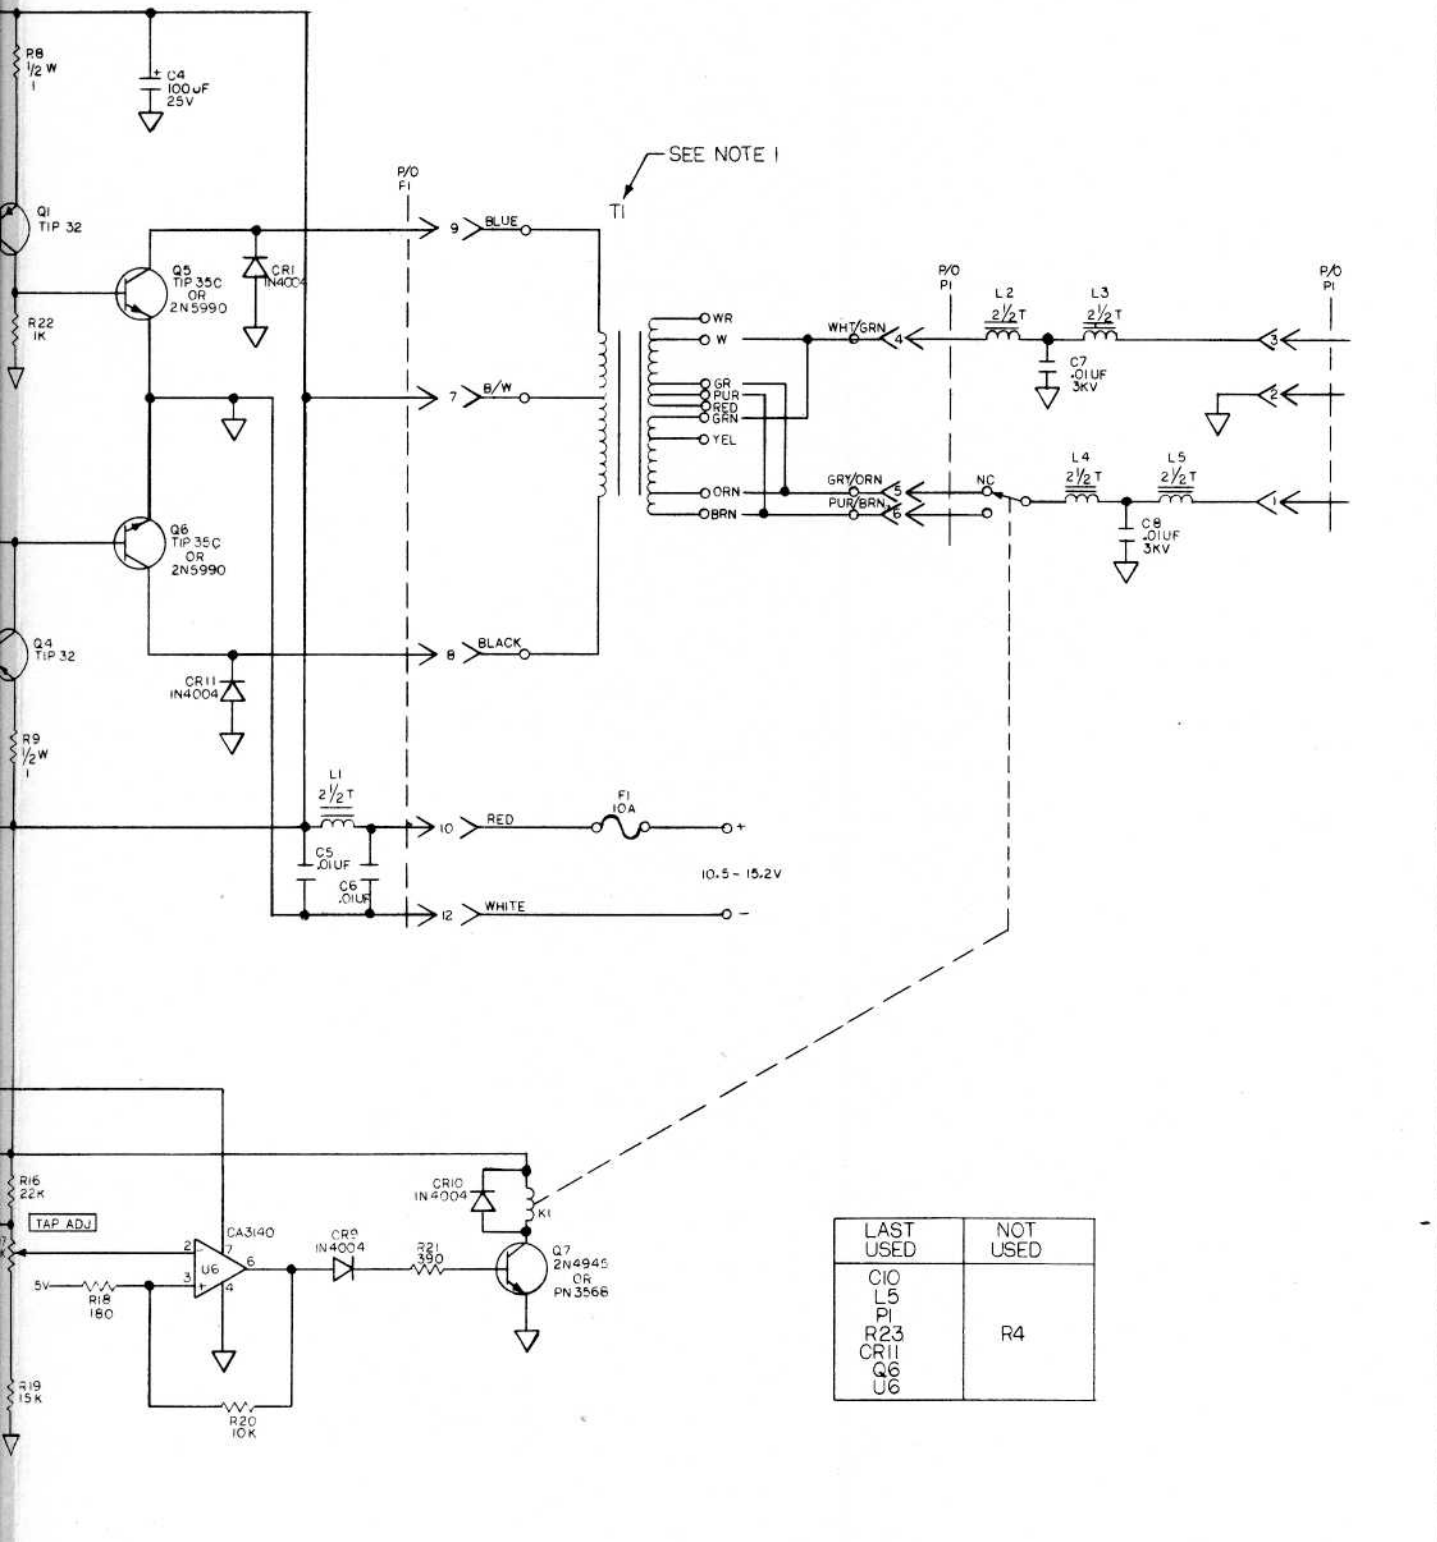 R8
1/2 W
1
+ C4
100uF
25V
SEE NOTE 1
T1
P/O
F1
Q1
TIP 32
9
BLUE
Q5
TIP 35C
OR
2N5990
CR1
1N4004
R22
1K
7
B/W
WR
W
GR
PUR
RED
GRN
YEL
ORN
BRN
WHT/GRN
4
P/O
P1
L2
2 1/2 T
L3
2 1/2 T
P/O
P1
3
C7
.01UF
3KV
2
GRY/ORN
5
PUR/BRN
6
NC
L4
2 1/2 T
L5
2 1/2 T
1
C8
.01UF
3KV
Q6
TIP 35C
OR
2N5990
Q4
TIP 32
8
BLACK
CR11
1N4004
R9
1/2 W
1
L1
2 1/2 T
10
RED
F1
10A
+
C5
.01UF
C6
.01UF
10.5 - 15.2V
12
WHITE
-
R16
22K
TAP ADJ
CA3140
2
-
7
U6
6
3
+
4
5V
R18
180
CR9
1N4004
R21
390
CR10
1N4004
K1
Q7
2N4945
OR
PN3568
R19
15K
R20
10K
LAST USED
NOT USED
C10
L5
P1
R23
CR11
Q6
U6
R4